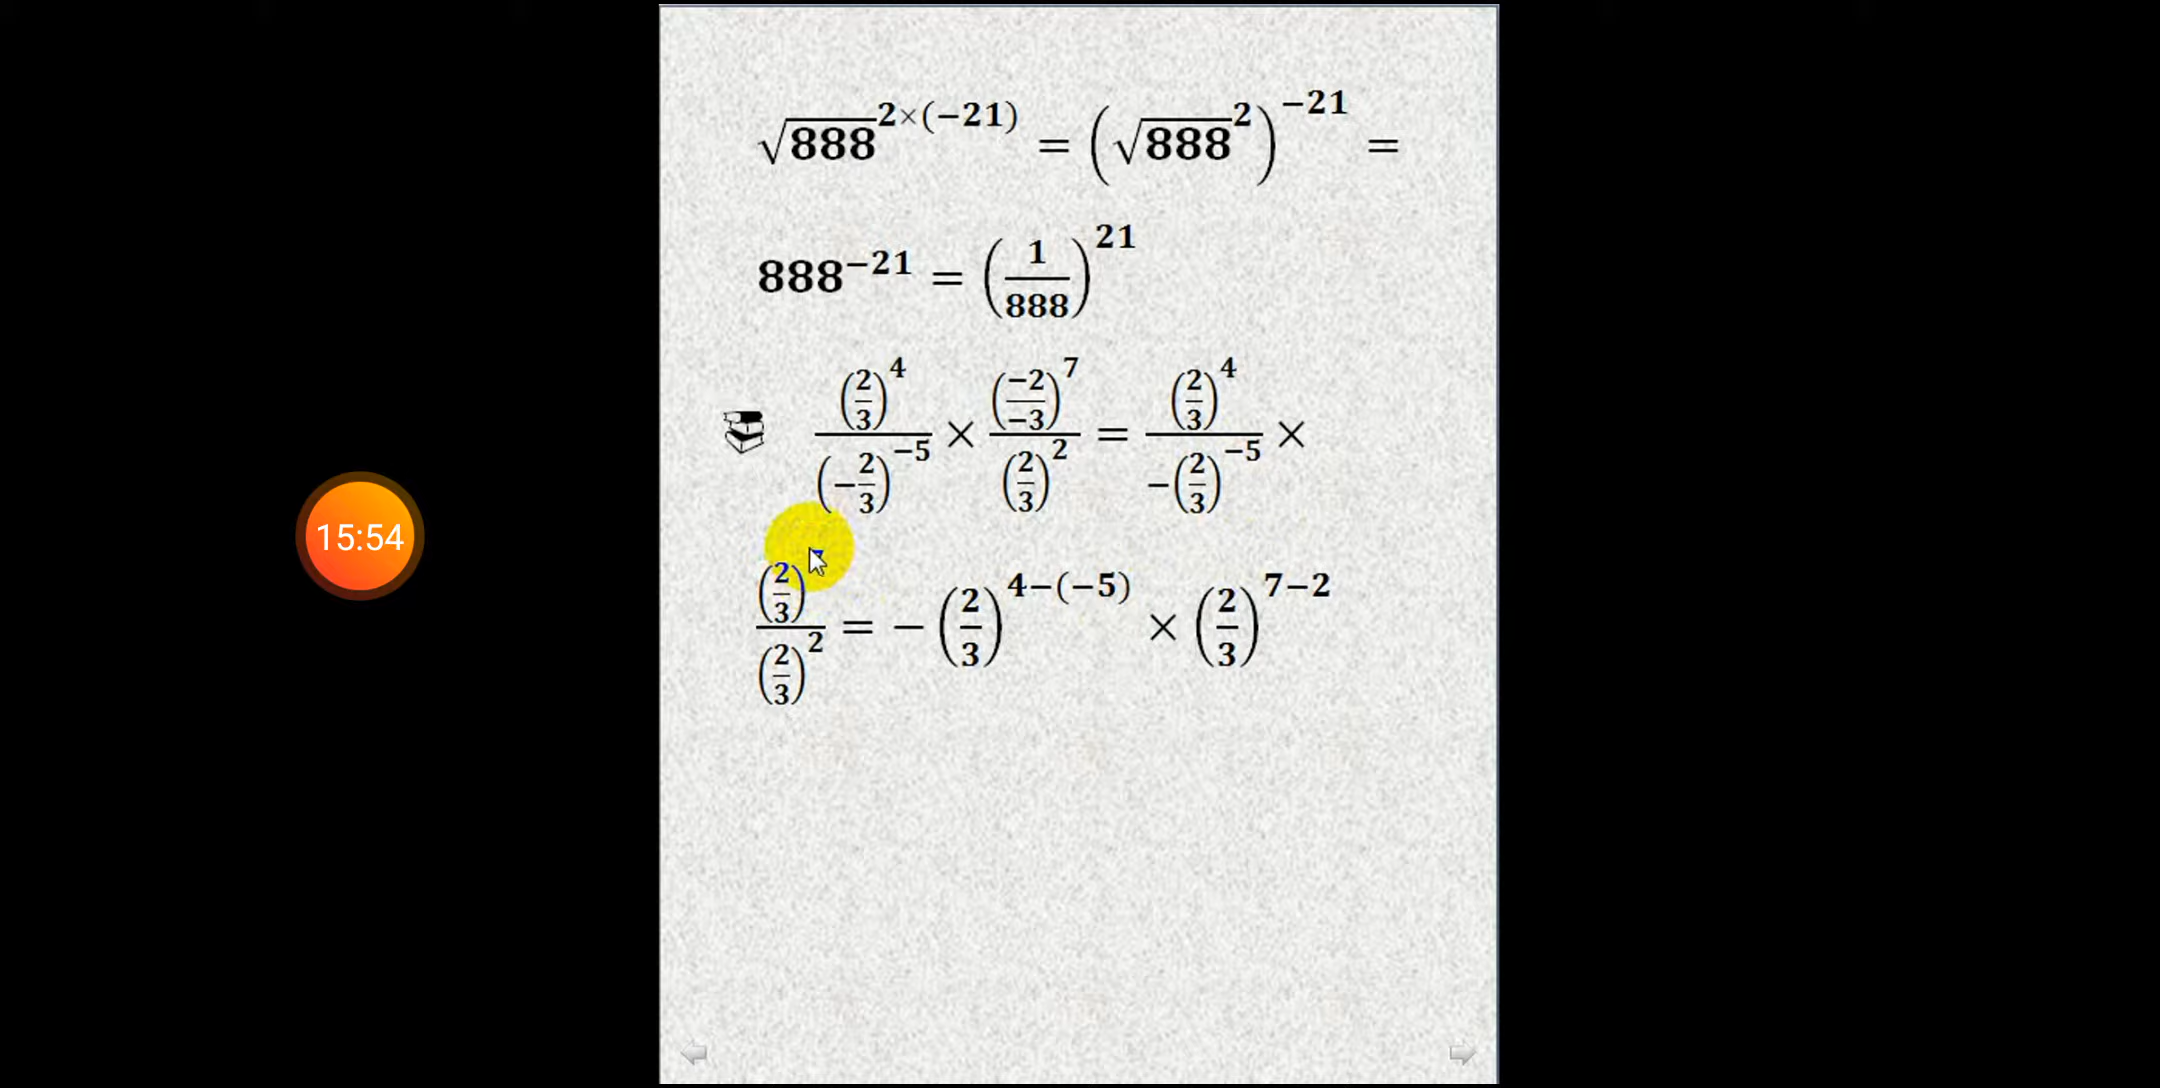 √888^{2×(−21)} = (√888^2)^{−21} =
888^{−21} = (1/888)^{21}
(2/3)^4/(−2/3)^{−5} × (−2/−3)^7/(2/3)^2 = (2/3)^4/−(2/3)^{−5} ×
15:54
(2/3)/(2/3)^2 = −(2/3)^{4−(−5)} × (2/3)^{7−2}